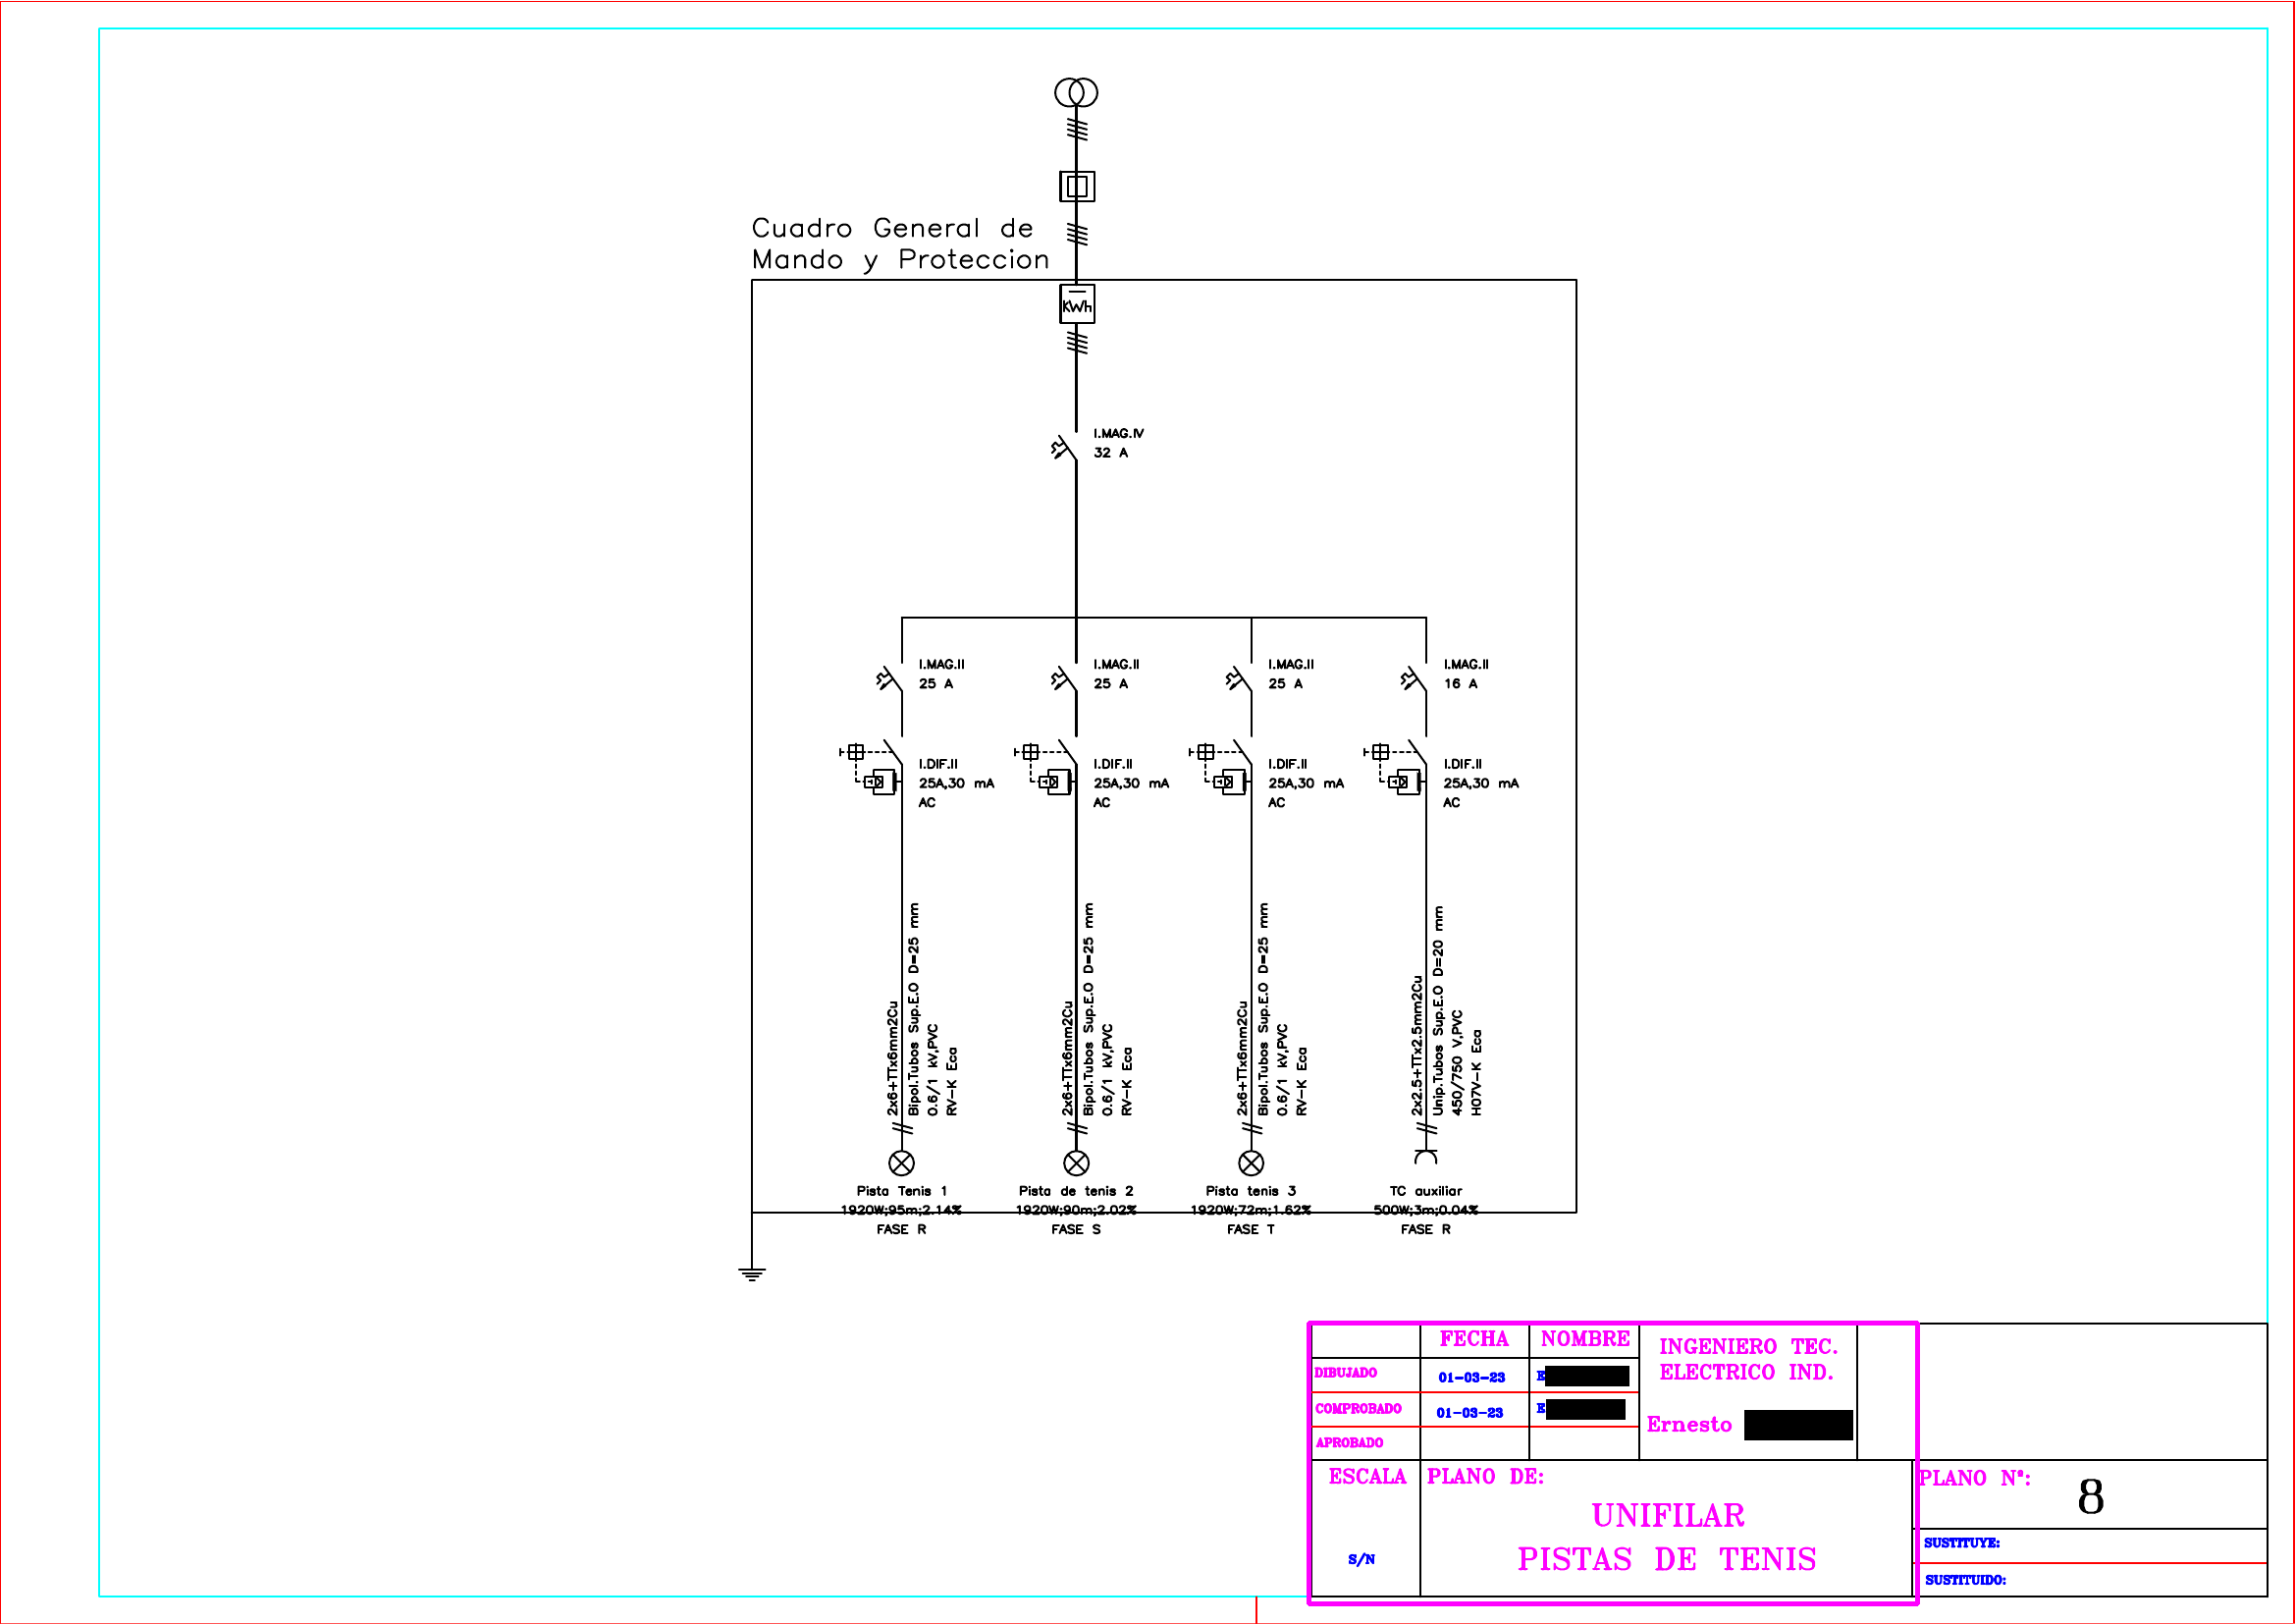 Cuadro General de
Mando y Proteccion
KWh
I.MAG.IV
32 A
I.MAG.II
25 A
I.MAG.II
25 A
I.MAG.II
25 A
I.MAG.II
16 A
I.DIF.II
25A,30 mA
AC
I.DIF.II
25A,30 mA
AC
I.DIF.II
25A,30 mA
AC
I.DIF.II
25A,30 mA
AC
2x6+TTx6mm2Cu
Bipol.Tubos Sup.E.O D=25 mm
0.6/1 kV,PVC
RV-K Eca
2x6+TTx6mm2Cu
Bipol.Tubos Sup.E.O D=25 mm
0.6/1 kV,PVC
RV-K Eca
2x6+TTx6mm2Cu
Bipol.Tubos Sup.E.O D=25 mm
0.6/1 kV,PVC
RV-K Eca
2x2.5+TTx2.5mm2Cu
Unip.Tubos Sup.E.O D=20 mm
450/750 V,PVC
H07V-K Eca
Pista Tenis 1
1920W;95m;2.14%
FASE R
Pista de tenis 2
1920W;90m;2.02%
FASE S
Pista tenis 3
1920W;72m;1.62%
FASE T
TC auxiliar
500W;3m;0.04%
FASE R
FECHA NOMBRE
DIBUJADO 01-03-23 E
COMPROBADO 01-03-23 E
APROBADO
INGENIERO TEC.
ELECTRICO IND.
Ernesto
ESCALA
S/N
PLANO DE:
UNIFILAR
PISTAS DE TENIS
PLANO Nº: 8
SUSTITUYE:
SUSTITUIDO: